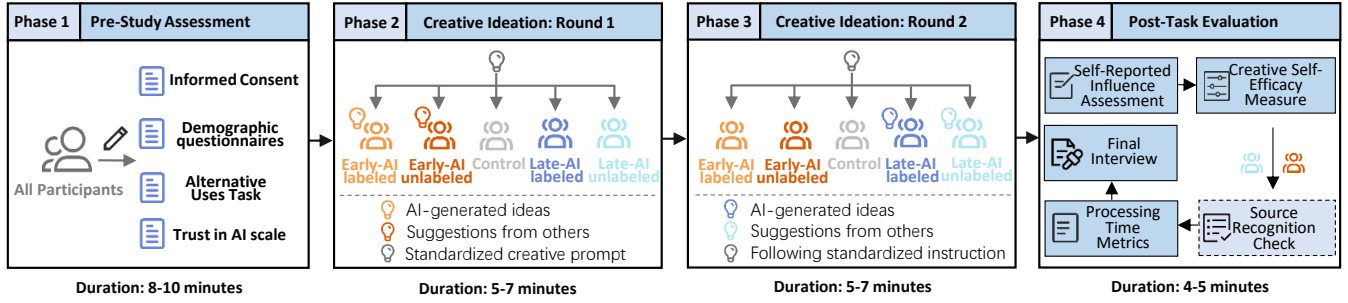 Phase 1
Pre-Study Assessment
Informed Consent
Demographic
questionnaires
All Participants
Alternative
Uses Task
Trust in AI scale
Duration: 8-10 minutes
Phase 2
Creative Ideation: Round 1
Early-AI
labeled
Early-AI
unlabeled
Control
Late-AI
labeled
Late-AI
unlabeled
AI-generated ideas
Suggestions from others
Standardized creative prompt
Duration: 5-7 minutes
Phase 3
Creative Ideation: Round 2
Early-AI
labeled
Early-AI
unlabeled
Control
Late-AI
labeled
Late-AI
unlabeled
AI-generated ideas
Suggestions from others
Following standardized instruction
Duration: 5-7 minutes
Phase 4
Post-Task Evaluation
Self-Reported
Influence
Assessment
Creative Self-
Efficacy
Measure
Final
Interview
Processing
Time
Metrics
Source
Recognition
Check
Duration: 4-5 minutes